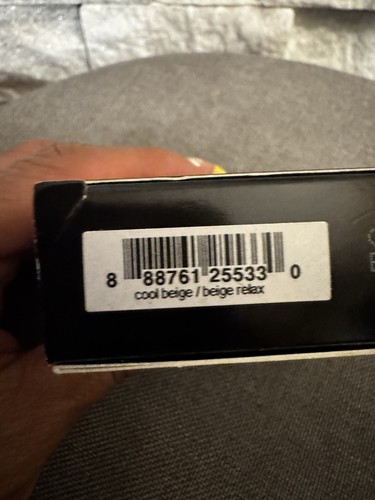 8 88761 25533 0
cool beige / beige relax